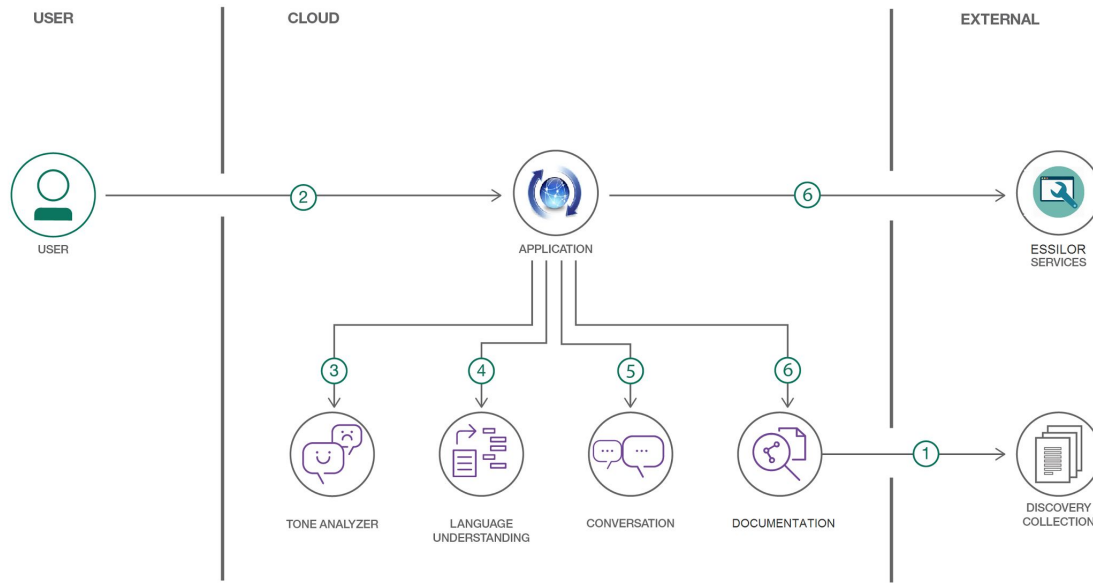 USER
CLOUD
EXTERNAL
2
6
USER
APPLICATION
ESSILOR
SERVICES
3
4
5
6
1
TONE ANALYZER
LANGUAGE
UNDERSTANDING
CONVERSATION
DOCUMENTATION
DISCOVERY
COLLECTION